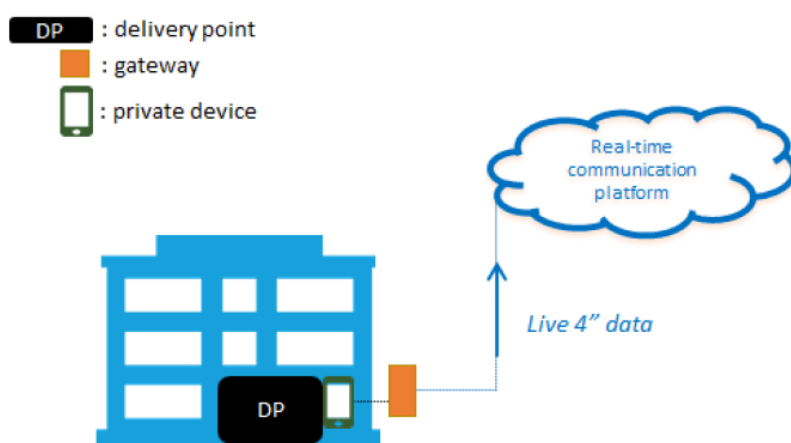 DP : delivery point
: gateway
: private device
Real-time
communication
platform
Live 4” data
DP